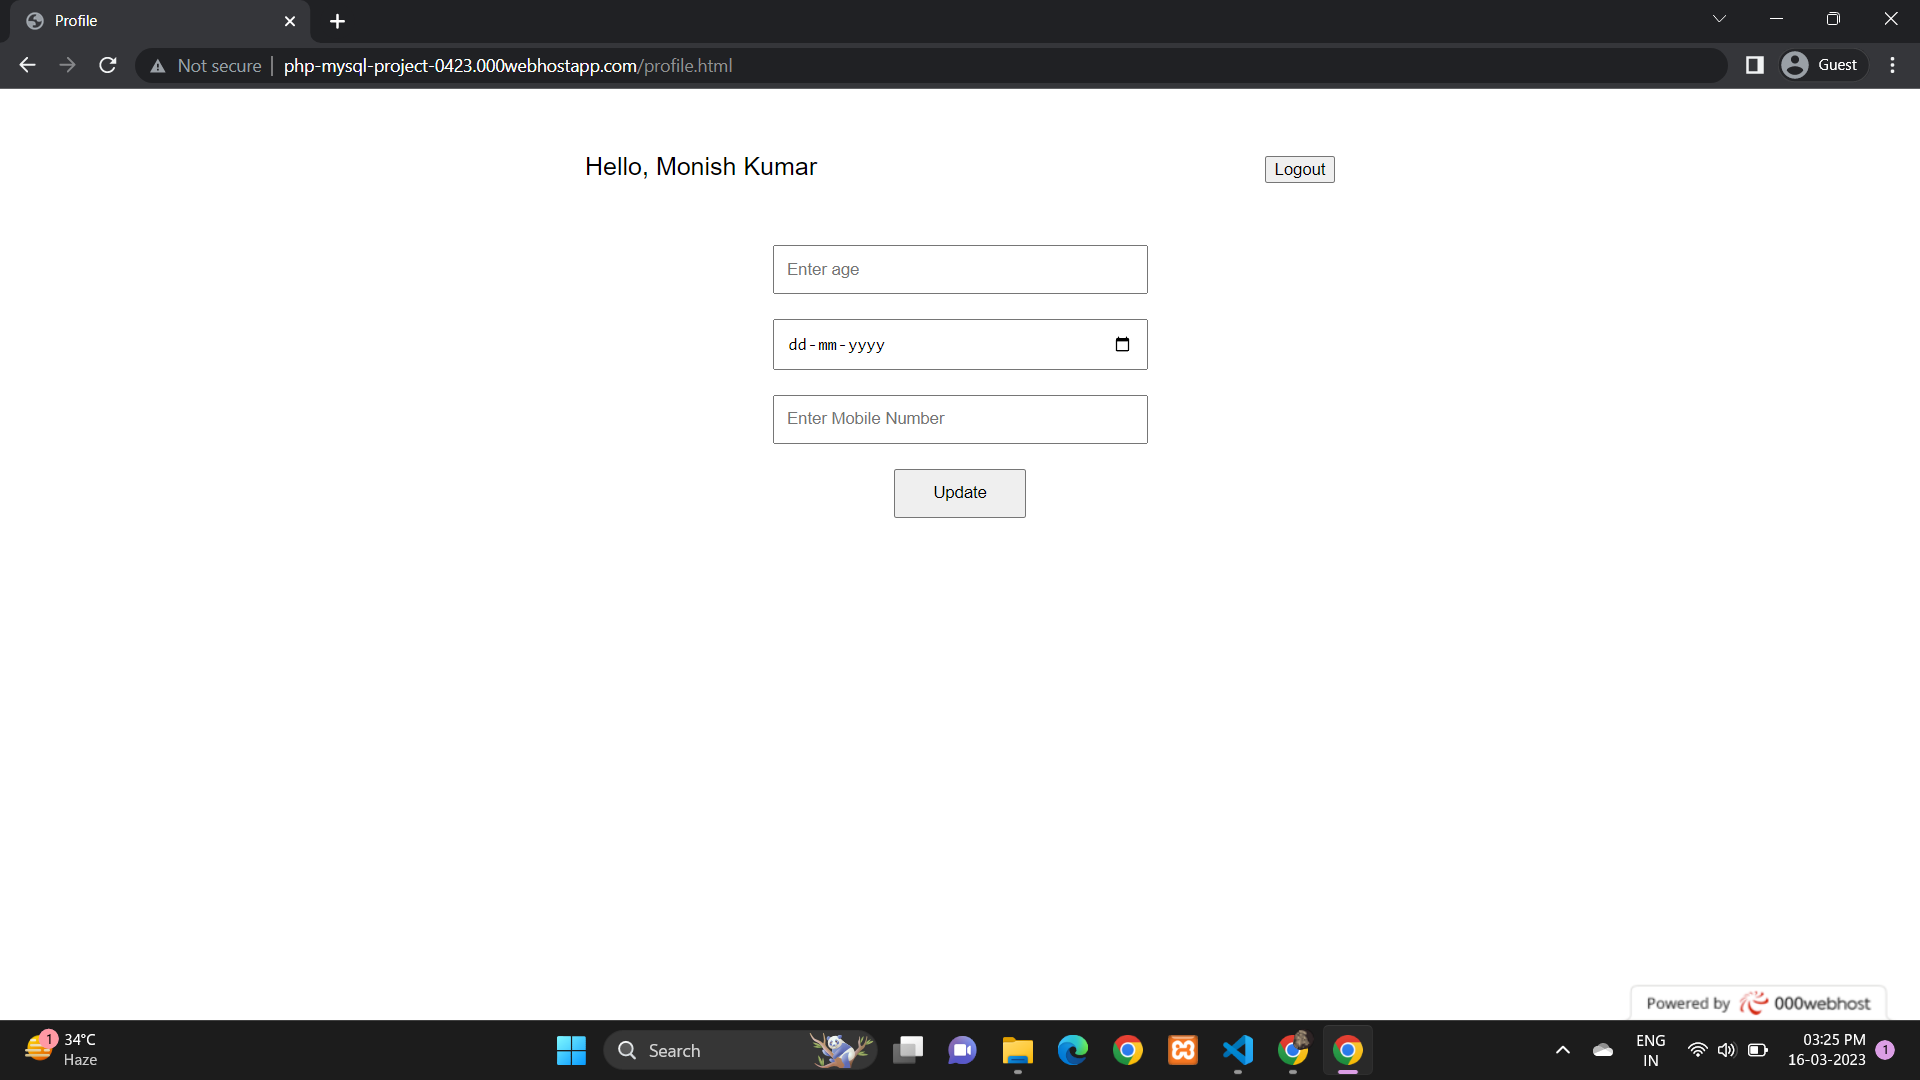 Profile
Not secure | php-mysql-project-0423.000webhostapp.com/profile.html
Guest
Hello, Monish Kumar
Logout
Enter age
dd-mm-yyyy
Enter Mobile Number
Update
Powered by 000webhost
1
34°C
Haze
Search
ENG
IN
03:25 PM
16-03-2023
1